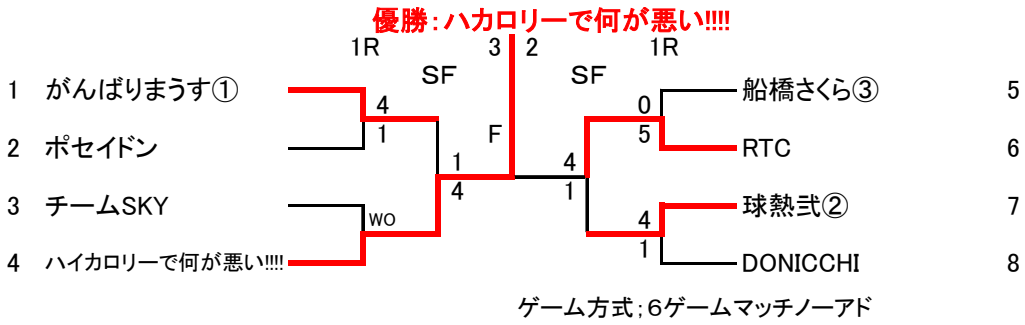 優勝：ハカロリーで何が悪い!!!!
1R 3 2 1R
SF SF
1 がんばりまうす① 4 0 船橋さくら③ 5
2 ポセイドン 1 F 5 RTC 6
1 4
3 チームSKY WO 4 1 4 球熱弐② 7
4 ハイカロリーで何が悪い!!!! 1 DONICCHI 8
ゲーム方式；6ゲームマッチノーアド